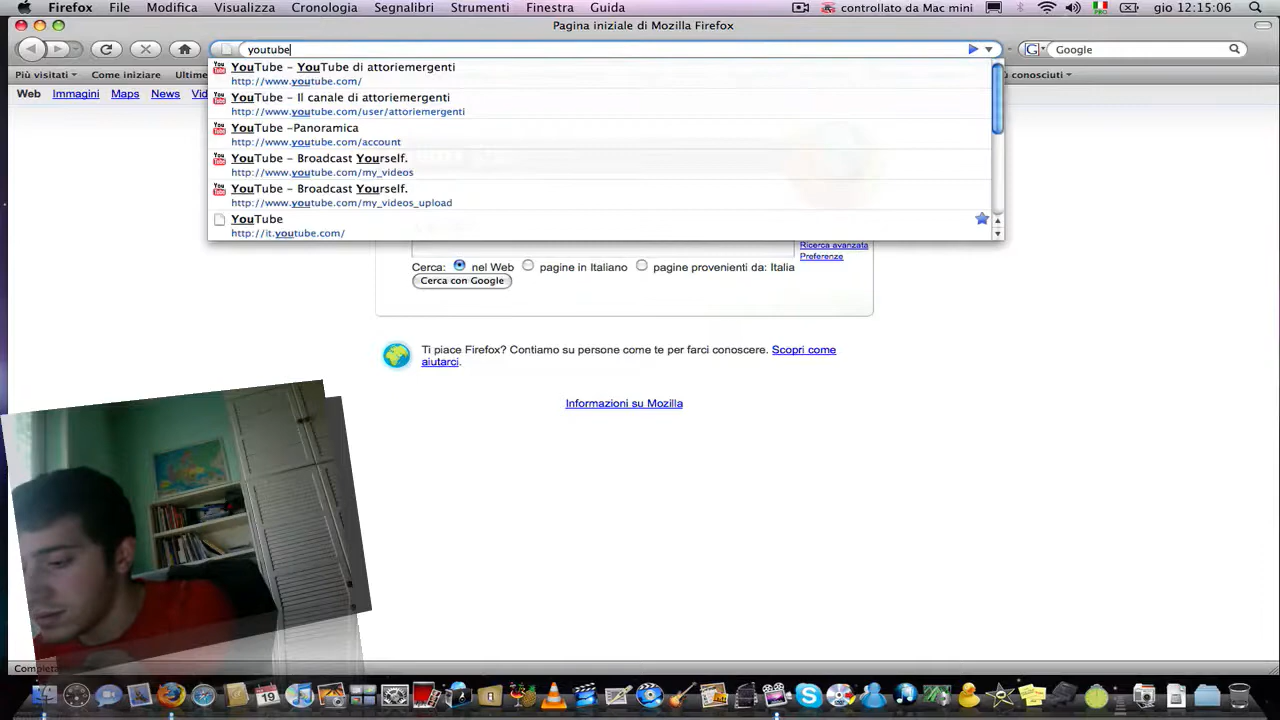 Firefox File Modifica Visualizza Cronologia Segnalibri Strumenti Finestra Guida controllato da Mac mini gio 12:15:06
Pagina iniziale di Mozilla Firefox
youtube Google
Più visitati Come iniziare Ultime conosciuti
Web Immagini Maps News Vid
YouTube - YouTube di attoriemergenti
http://www.youtube.com/
YouTube - Il canale di attoriemergenti
http://www.youtube.com/user/attoriemergenti
YouTube -Panoramica
http://www.youtube.com/account
YouTube - Broadcast Yourself.
http://www.youtube.com/my_videos
YouTube - Broadcast Yourself.
http://www.youtube.com/my_videos_upload
YouTube
http://it.youtube.com/
Ricerca avanzata
Preferenze
Cerca: nel Web pagine in Italiano pagine provenienti da: Italia
Cerca con Google
Ti piace Firefox? Contiamo su persone come te per farci conoscere. Scopri come
aiutarci.
Informazioni su Mozilla
19